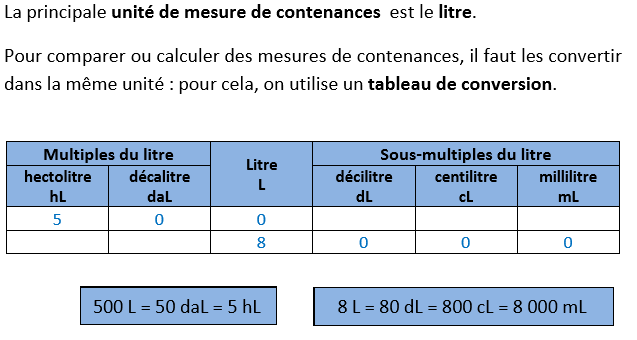 La principale unité de mesure de contenances est le litre.
Pour comparer ou calculer des mesures de contenances, il faut les convertir
dans la même unité : pour cela, on utilise un tableau de conversion.
Multiples du litre Litre L Sous-multiples du litre
hectolitre hL décalitre daL décilitre dL centilitre cL millilitre mL
5 0 0
8 0 0 0
500 L = 50 daL = 5 hL
8 L = 80 dL = 800 cL = 8 000 mL